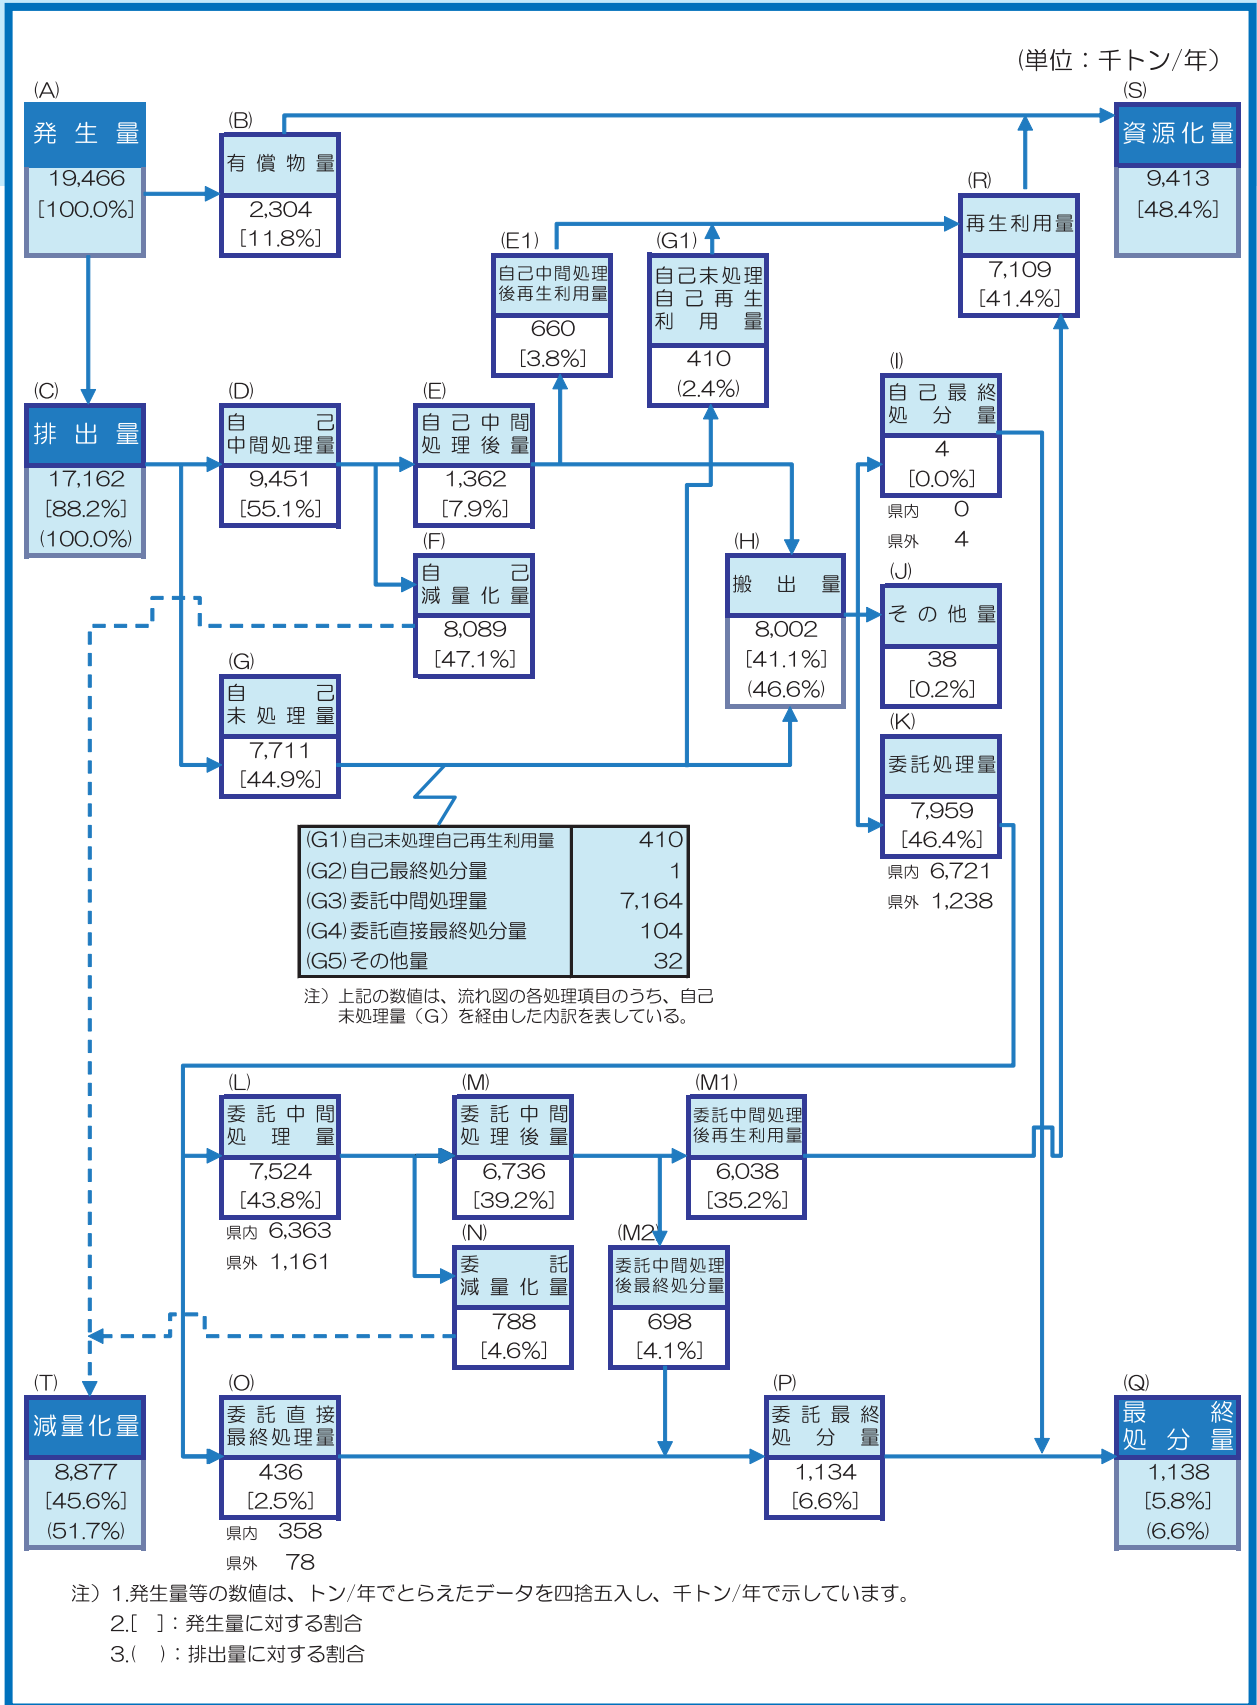 (単位：千トン/年)
(A)
発生量
19,466
[100.0%]
(B)
有償物量
2,304
[11.8%]
(S)
資源化量
9,413
[48.4%]
(R)
再生利用量
7,109
[41.4%]
(E1)
自己中間処理
後再生利用量
660
[3.8%]
(G1)
自己未処理
自己再生
利用量
410
(2.4%)
(C)
排出量
17,162
[88.2%]
(100.0%)
(D)
自己
中間処理量
9,451
[55.1%]
(E)
自己中間
処理後量
1,362
[7.9%]
(F)
自己
減量化量
8,089
[47.1%]
(G)
自己
未処理量
7,711
[44.9%]
(H)
搬出量
8,002
[41.1%]
(46.6%)
(I)
自己最終
処分量
4
[0.0%]
県内 0
県外 4
(J)
その他量
38
[0.2%]
(K)
委託処理量
7,959
[46.4%]
県内 6,721
県外 1,238
(G1)自己未処理自己再生利用量 410
(G2)自己最終処分量 1
(G3)委託中間処理量 7,164
(G4)委託直接最終処分量 104
(G5)その他量 32
注）上記の数値は、流れ図の各処理項目のうち、自己
未処理量（G）を経由した内訳を表している。
(L)
委託中間
処理量
7,524
[43.8%]
県内 6,363
県外 1,161
(M)
委託中間
処理後量
6,736
[39.2%]
(M1)
委託中間処理
後再生利用量
6,038
[35.2%]
(N)
委託
減量化量
788
[4.6%]
(M2)
委託中間処理
後最終処分量
698
[4.1%]
(T)
減量化量
8,877
[45.6%]
(51.7%)
(O)
委託直接
最終処理量
436
[2.5%]
県内 358
県外 78
(P)
委託最終
処分量
1,134
[6.6%]
(Q)
最終
処分量
1,138
[5.8%]
(6.6%)
注）1.発生量等の数値は、トン/年でとらえたデータを四捨五入し、千トン/年で示しています。
2.[　]：発生量に対する割合
3.(　)：排出量に対する割合